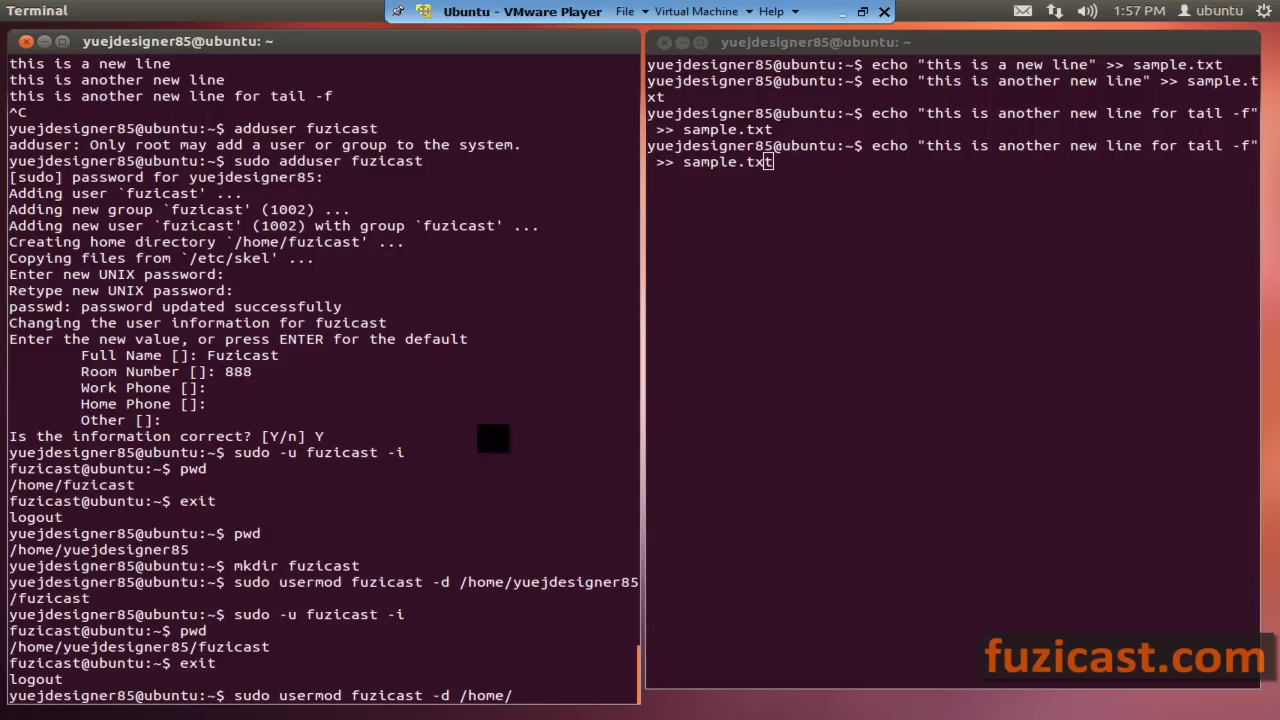 Terminal
Ubuntu - VMware Player File Virtual Machine Help
1:57 PM ubuntu
yuejdesigner85@ubuntu: ~
this is a new line
this is another new line
this is another new line for tail -f
^C
yuejdesigner85@ubuntu:~$ adduser fuzicast
adduser: Only root may add a user or group to the system.
yuejdesigner85@ubuntu:~$ sudo adduser fuzicast
[sudo] password for yuejdesigner85:
Adding user `fuzicast' ...
Adding new group `fuzicast' (1002) ...
Adding new user `fuzicast' (1002) with group `fuzicast' ...
Creating home directory `/home/fuzicast' ...
Copying files from `/etc/skel' ...
Enter new UNIX password:
Retype new UNIX password:
passwd: password updated successfully
Changing the user information for fuzicast
Enter the new value, or press ENTER for the default
Full Name []: Fuzicast
Room Number []: 888
Work Phone []:
Home Phone []:
Other []:
Is the information correct? [Y/n] Y
yuejdesigner85@ubuntu:~$ sudo -u fuzicast -i
fuzicast@ubuntu:~$ pwd
/home/fuzicast
fuzicast@ubuntu:~$ exit
logout
yuejdesigner85@ubuntu:~$ pwd
/home/yuejdesigner85
yuejdesigner85@ubuntu:~$ mkdir fuzicast
yuejdesigner85@ubuntu:~$ sudo usermod fuzicast -d /home/yuejdesigner85
/fuzicast
yuejdesigner85@ubuntu:~$ sudo -u fuzicast -i
fuzicast@ubuntu:~$ pwd
/home/yuejdesigner85/fuzicast
fuzicast@ubuntu:~$ exit
logout
yuejdesigner85@ubuntu:~$ sudo usermod fuzicast -d /home/
yuejdesigner85@ubuntu: ~
yuejdesigner85@ubuntu:~$ echo "this is a new line" >> sample.txt
yuejdesigner85@ubuntu:~$ echo "this is another new line" >> sample.t
xt
yuejdesigner85@ubuntu:~$ echo "this is another new line for tail -f"
>> sample.txt
yuejdesigner85@ubuntu:~$ echo "this is another new line for tail -f"
>> sample.txt
fuzicast.com